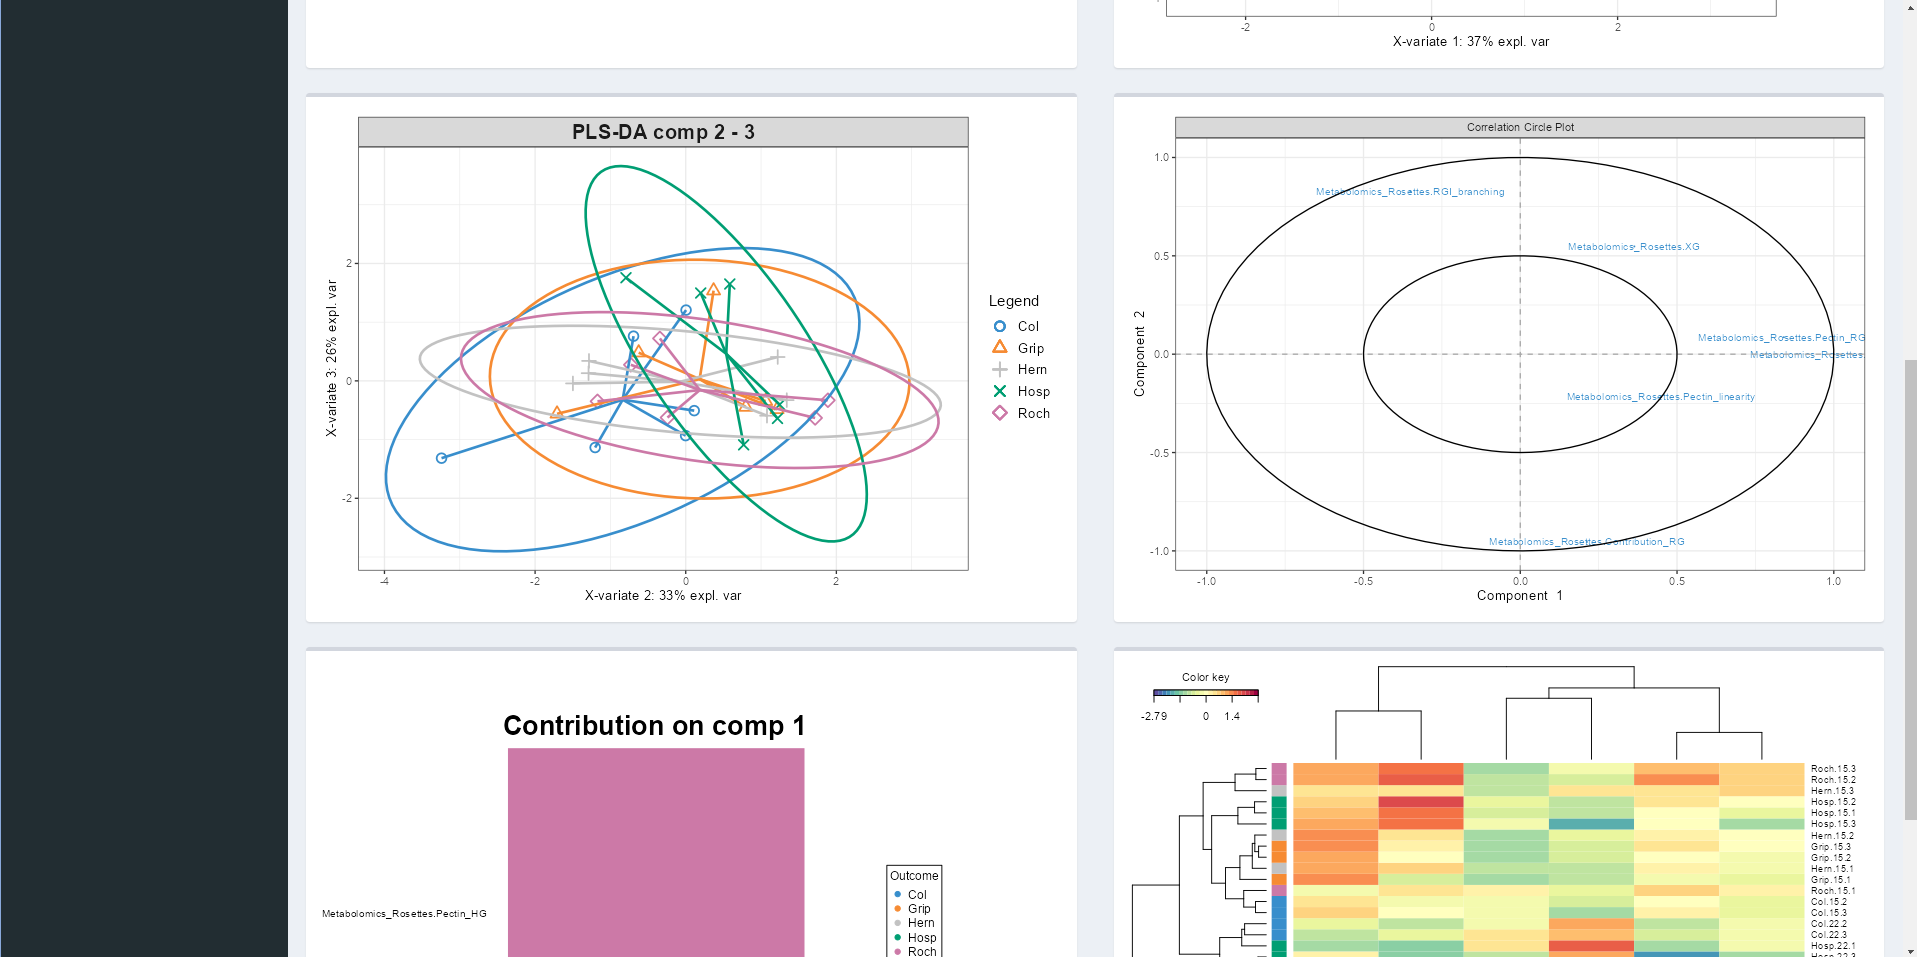 -2
0
2
X-variate 1: 37% expl. var
PLS-DA comp 2 - 3
2
0
-2
X-variate 3: 26% expl. var
-4
-2
0
2
X-variate 2: 33% expl. var
Legend
Col
Grip
Hern
Hosp
Roch
Correlation Circle Plot
1.0
0.5
0.0
-0.5
-1.0
Component 2
Metabolomics_Rosettes.RGI_branching
Metabolomics_Rosettes.XG
Metabolomics_Rosettes.Pectin_RG
Metabolomics_Rosettes.
Metabolomics_Rosettes.Pectin_linearity
Metabolomics_Rosettes.Contribution_RG
-1.0
-0.5
0.0
0.5
1.0
Component 1
Contribution on comp 1
Metabolomics_Rosettes.Pectin_HG
Outcome
Col
Grip
Hern
Hosp
Roch
Color key
-2.79
0
1.4
Roch.15.3
Roch.15.2
Hern.15.3
Hosp.15.2
Hosp.15.1
Hosp.15.3
Hern.15.2
Grip.15.3
Grip.15.2
Hern.15.1
Grip.15.1
Roch.15.1
Col.15.2
Col.15.3
Col.22.2
Col.22.3
Hosp.22.1